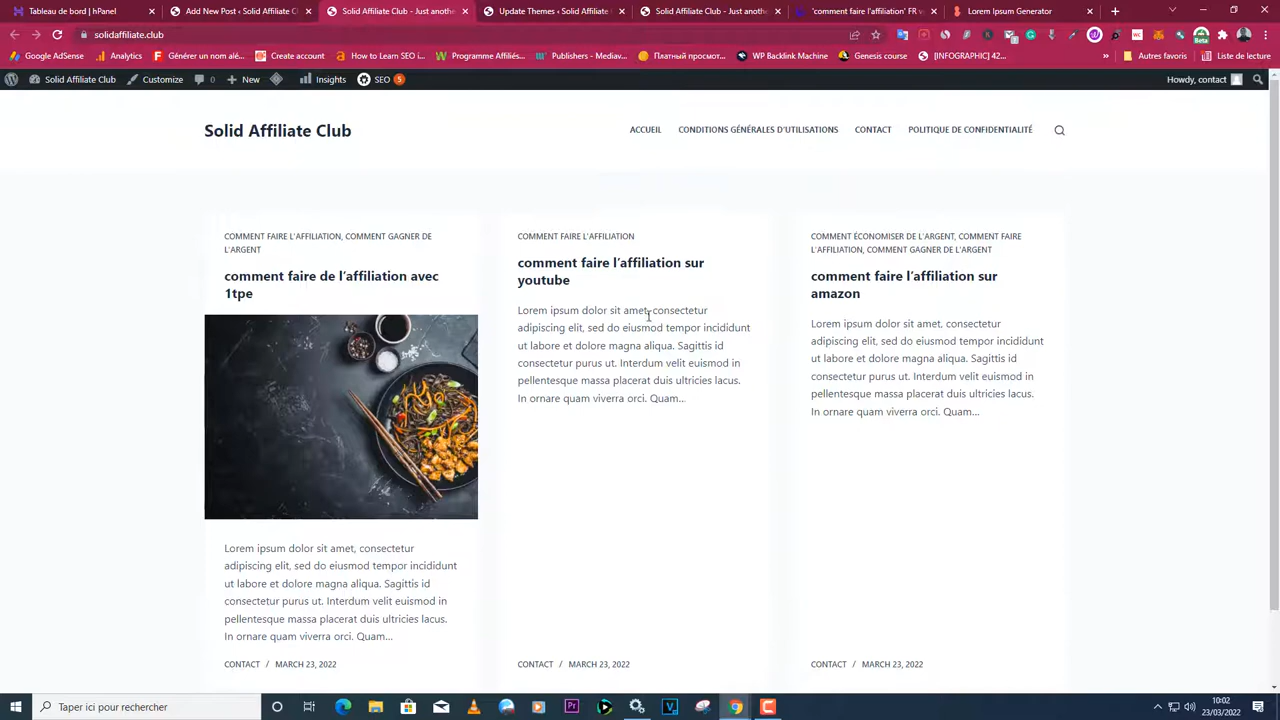 Tableau de bord | hPanel
Add New Post ‹ Solid Affiliate C
Solid Affiliate Club - Just anoth
Update Themes ‹ Solid Affiliate
Solid Affiliate Club – Just anoth
'comment faire l'affiliation' FR v
Lorem Ipsum Generator
solidaffiliate.club
Google AdSense
Analytics
Générer un nom alé...
Create account
How to Learn SEO i...
Programme Affiliés...
Publishers - Mediav...
Платный просмот...
WP Backlink Machine
Genesis course
[INFOGRAPHIC] 42...
»
Autres favoris
Liste de lecture
Solid Affiliate Club
Customize
0
New
Insights
SEO 5
Howdy, contact
Solid Affiliate Club
ACCUEIL
CONDITIONS GÉNÉRALES D'UTILISATIONS
CONTACT
POLITIQUE DE CONFIDENTIALITÉ
COMMENT FAIRE L'AFFILIATION, COMMENT GAGNER DE
L'ARGENT
comment faire de l'affiliation avec
1tpe
Lorem ipsum dolor sit amet, consectetur
adipiscing elit, sed do eiusmod tempor incididunt
ut labore et dolore magna aliqua. Sagittis id
consectetur purus ut. Interdum velit euismod in
pellentesque massa placerat duis ultricies lacus.
In ornare quam viverra orci. Quam…
CONTACT / MARCH 23, 2022
COMMENT FAIRE L'AFFILIATION
comment faire l'affiliation sur
youtube
Lorem ipsum dolor sit amet, consectetur
adipiscing elit, sed do eiusmod tempor incididunt
ut labore et dolore magna aliqua. Sagittis id
consectetur purus ut. Interdum velit euismod in
pellentesque massa placerat duis ultricies lacus.
In ornare quam viverra orci. Quam…
CONTACT / MARCH 23, 2022
COMMENT ÉCONOMISER DE L'ARGENT, COMMENT FAIRE
L'AFFILIATION, COMMENT GAGNER DE L'ARGENT
comment faire l'affiliation sur
amazon
Lorem ipsum dolor sit amet, consectetur
adipiscing elit, sed do eiusmod tempor incididunt
ut labore et dolore magna aliqua. Sagittis id
consectetur purus ut. Interdum velit euismod in
pellentesque massa placerat duis ultricies lacus.
In ornare quam viverra orci. Quam…
CONTACT / MARCH 23, 2022
Taper ici pour rechercher
10:02
23/03/2022